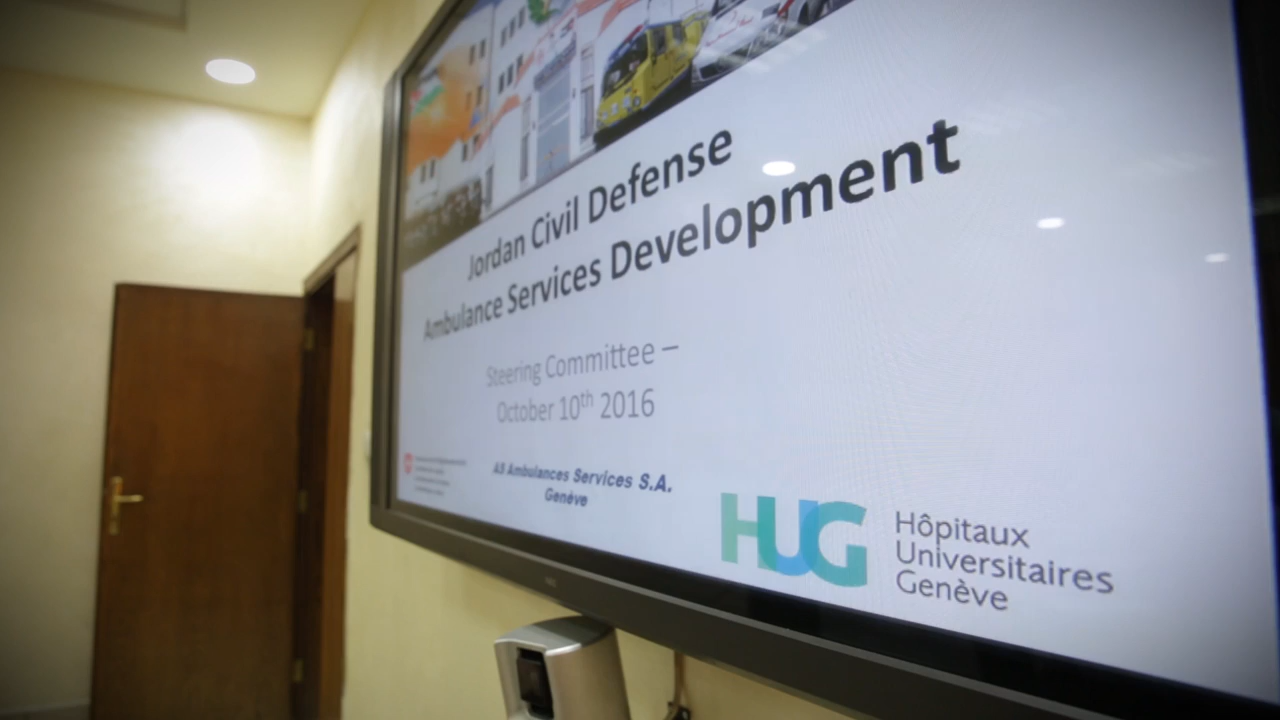 Jordan Civil Defense
Ambulance Services Development
Steering Committee –
October 10th 2016
AS Ambulances Services S.A.
Genève
HUG
Hôpitaux
Universitaires
Genève